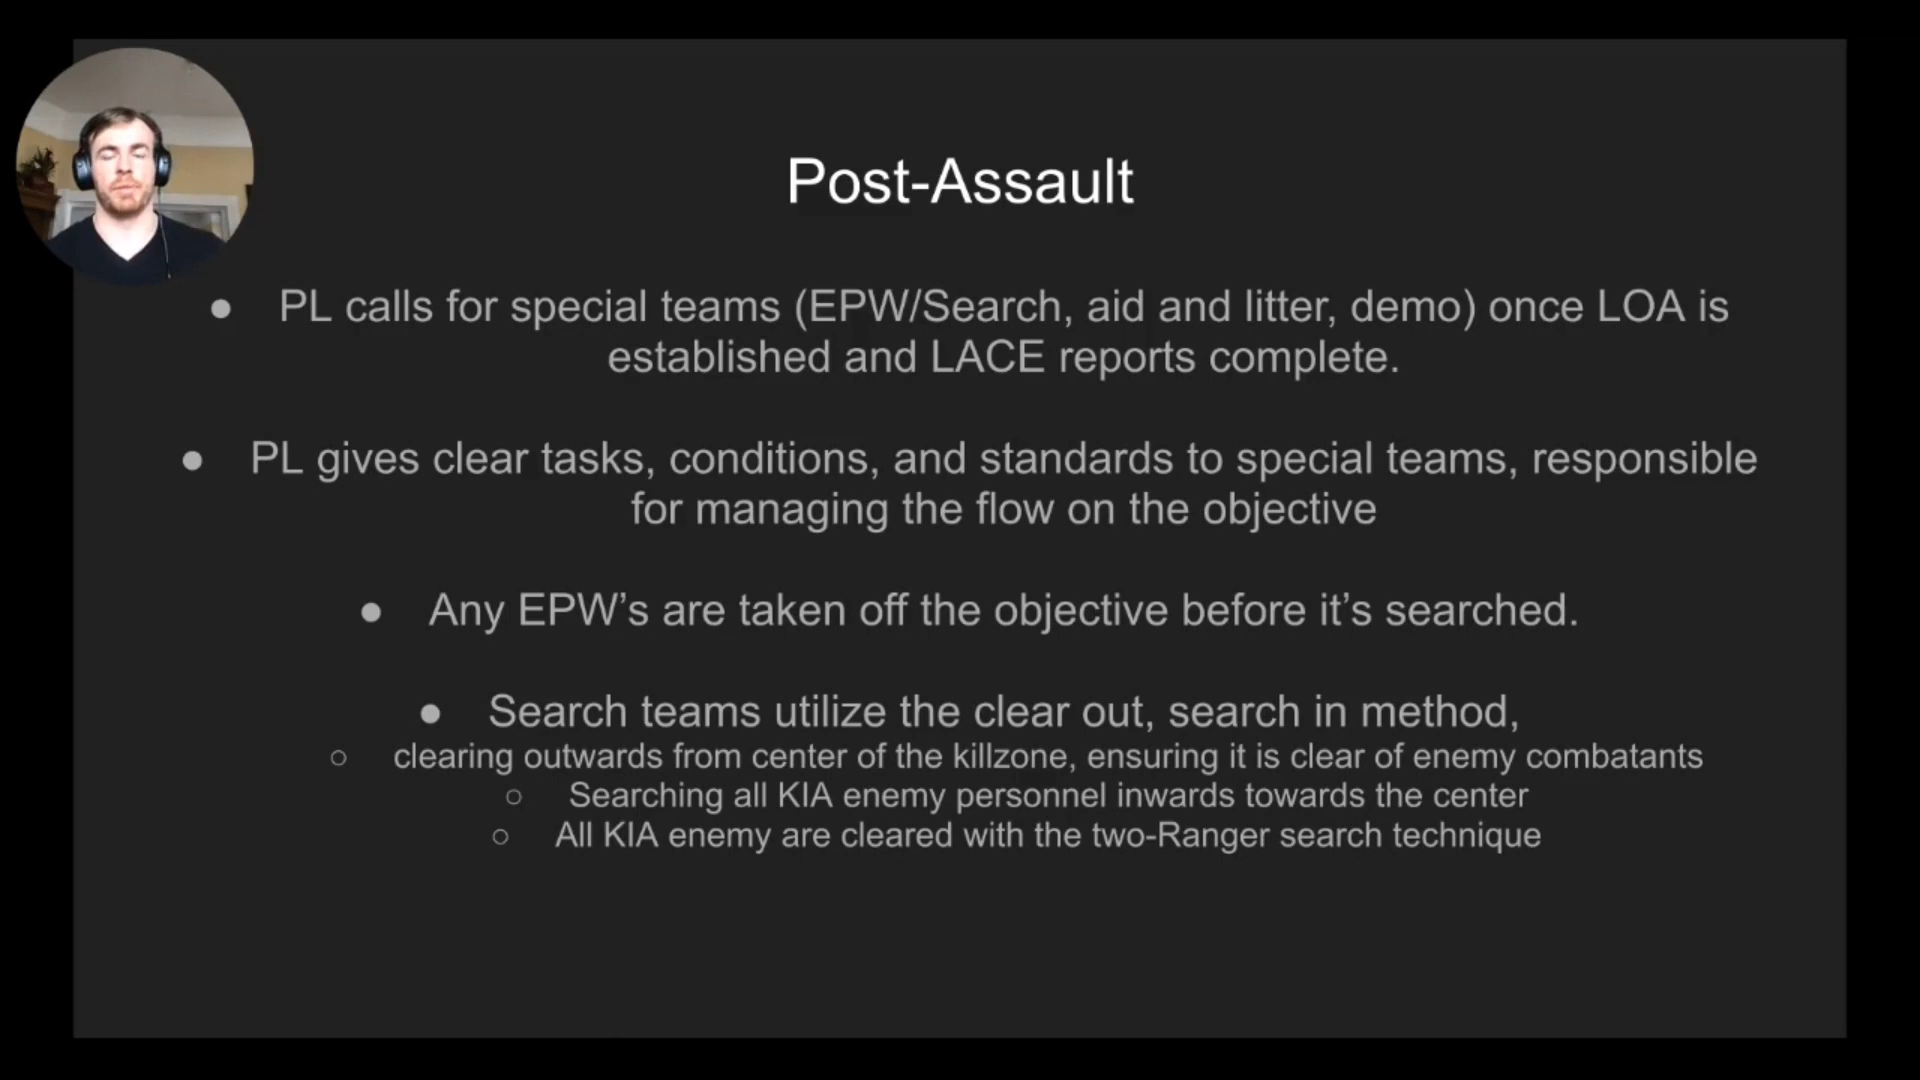 Post-Assault
● PL calls for special teams (EPW/Search, aid and litter, demo) once LOA is
established and LACE reports complete.
● PL gives clear tasks, conditions, and standards to special teams, responsible
for managing the flow on the objective
● Any EPW’s are taken off the objective before it’s searched.
● Search teams utilize the clear out, search in method,
○ clearing outwards from center of the killzone, ensuring it is clear of enemy combatants
○ Searching all KIA enemy personnel inwards towards the center
○ All KIA enemy are cleared with the two-Ranger search technique